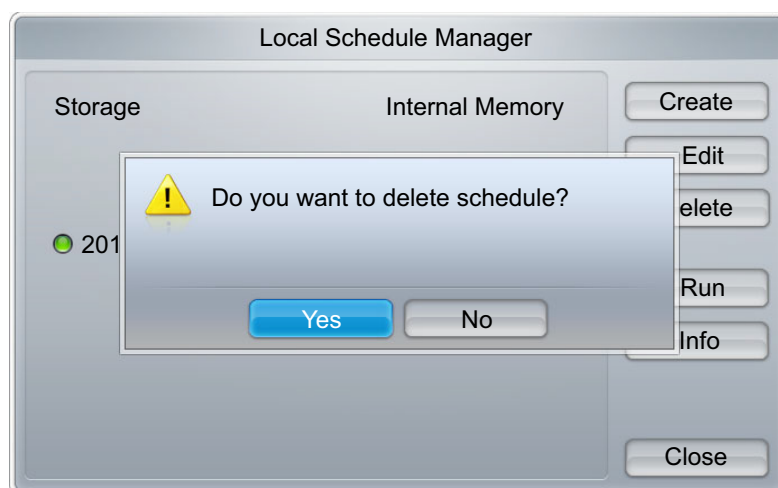 Local Schedule Manager
Storage Internal Memory
Create
Edit
Do you want to delete schedule?
elete
201
Run
Yes No
Info
Close